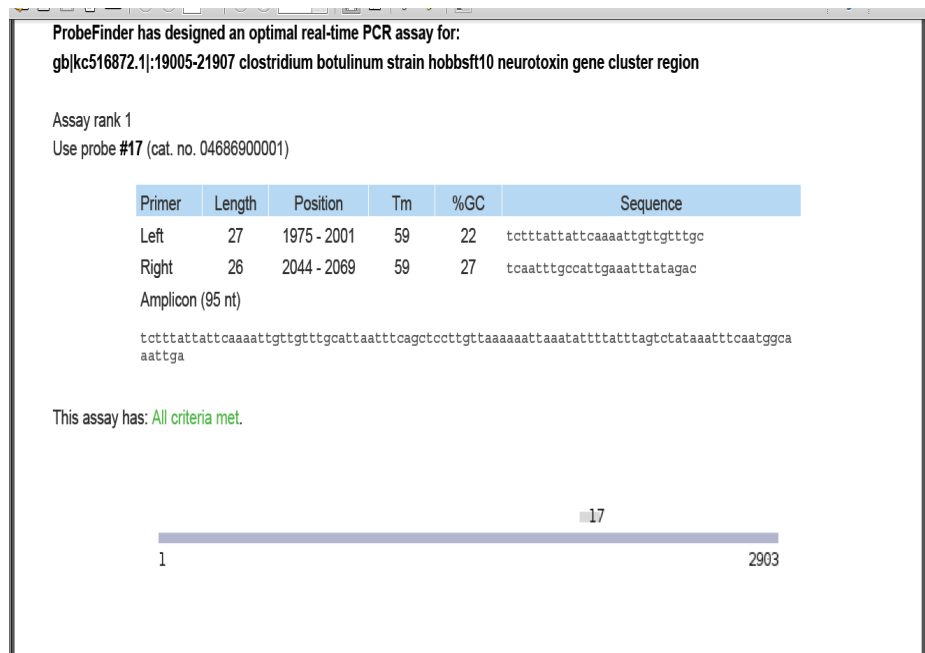 ProbeFinder has designed an optimal real-time PCR assay for:
gb|kc516872.1|:19005-21907 clostridium botulinum strain hobbsft10 neurotoxin gene cluster region
Assay rank 1
Use probe #17 (cat. no. 04686900001)
Primer Length Position Tm %GC Sequence
Left 27 1975 - 2001 59 22 tctttattattcaaaattgttgtttgc
Right 26 2044 - 2069 59 27 tcaatttgccattgaaatttatagac
Amplicon (95 nt)
tctttattattcaaaattgttgtttgcattaatttcagctccttgttaaaaaattaaatattttatttagtctataaatttcaatggca
aattga
This assay has: All criteria met.
17
1 2903